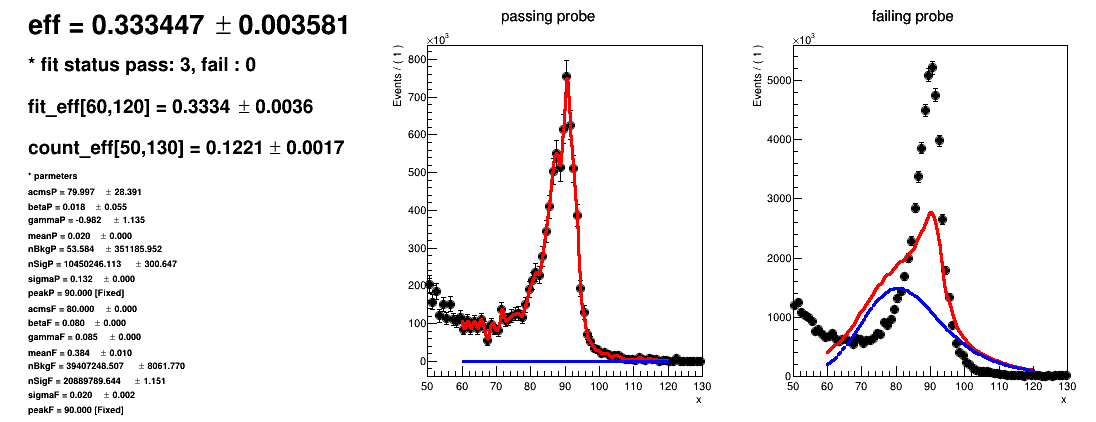 eff = 0.333447 ± 0.003581
* fit status pass: 3, fail : 0
fit_eff[60,120] = 0.3334 ± 0.0036
count_eff[50,130] = 0.1221 ± 0.0017
* parmeters
acmsP = 79.997 ± 28.391
betaP = 0.018 ± 0.055
gammaP = -0.982 ± 1.135
meanP = 0.020 ± 0.000
nBkgP = 53.584 ± 351185.952
nSigP = 10450246.113 ± 300.647
sigmaP = 0.132 ± 0.000
peakP = 90.000 [Fixed]
acmsF = 80.000 ± 0.000
betaF = 0.080 ± 0.000
gammaF = 0.085 ± 0.000
meanF = 0.384 ± 0.010
nBkgF = 39407248.507 ± 8061.770
nSigF = 20889789.644 ± 1.151
sigmaF = 0.020 ± 0.002
peakF = 90.000 [Fixed]
passing probe
×10³
Events / ( 1 )
800
700
600
500
400
300
200
100
0
50 60 70 80 90 100 110 120 130
x
failing probe
×10³
Events / ( 1 )
5000
4000
3000
2000
1000
0
50 60 70 80 90 100 110 120 130
x